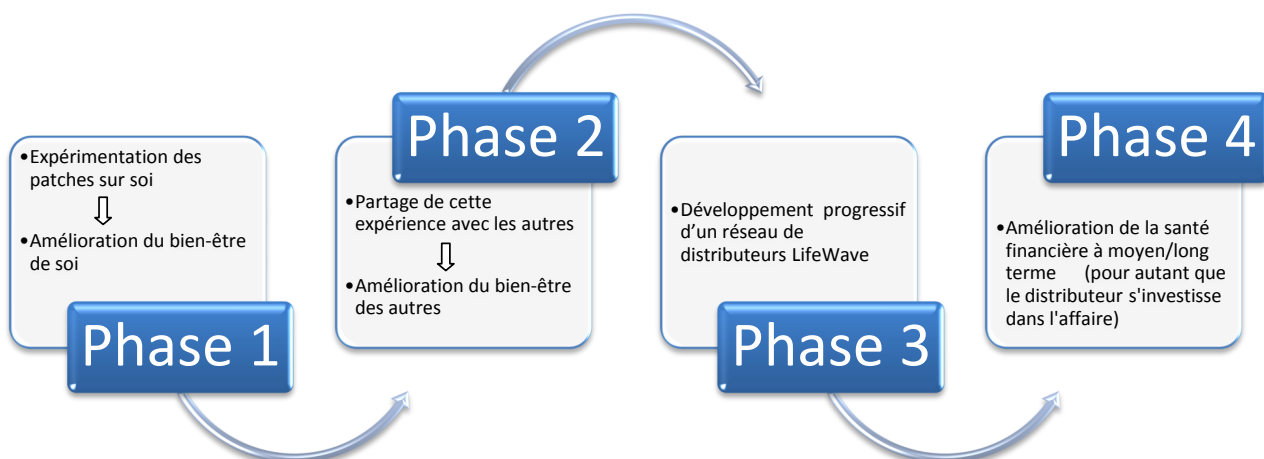 •Expérimentation des
patches sur soi
•Amélioration du bien-être
de soi
Phase 1
Phase 2
•Partage de cette
expérience avec les autres
•Amélioration du bien-être
des autres
•Développement progressif
d’un réseau de
distributeurs LifeWave
Phase 3
Phase 4
•Amélioration de la santé
financière à moyen/long
terme (pour autant que
le distributeur s'investisse
dans l'affaire)